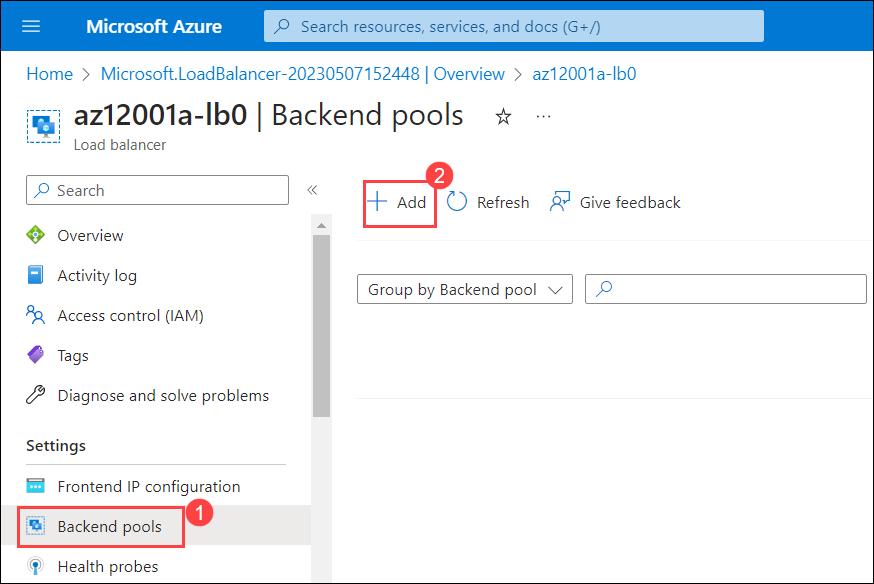 Microsoft Azure
Search resources, services, and docs (G+/)
Home > Microsoft.LoadBalancer-20230507152448 | Overview > az12001a-lb0
az12001a-lb0 | Backend pools
Load balancer
Search
2
Add
Refresh
Give feedback
Overview
Activity log
Access control (IAM)
Tags
Diagnose and solve problems
Group by Backend pool
Settings
Frontend IP configuration
Backend pools
1
Health probes